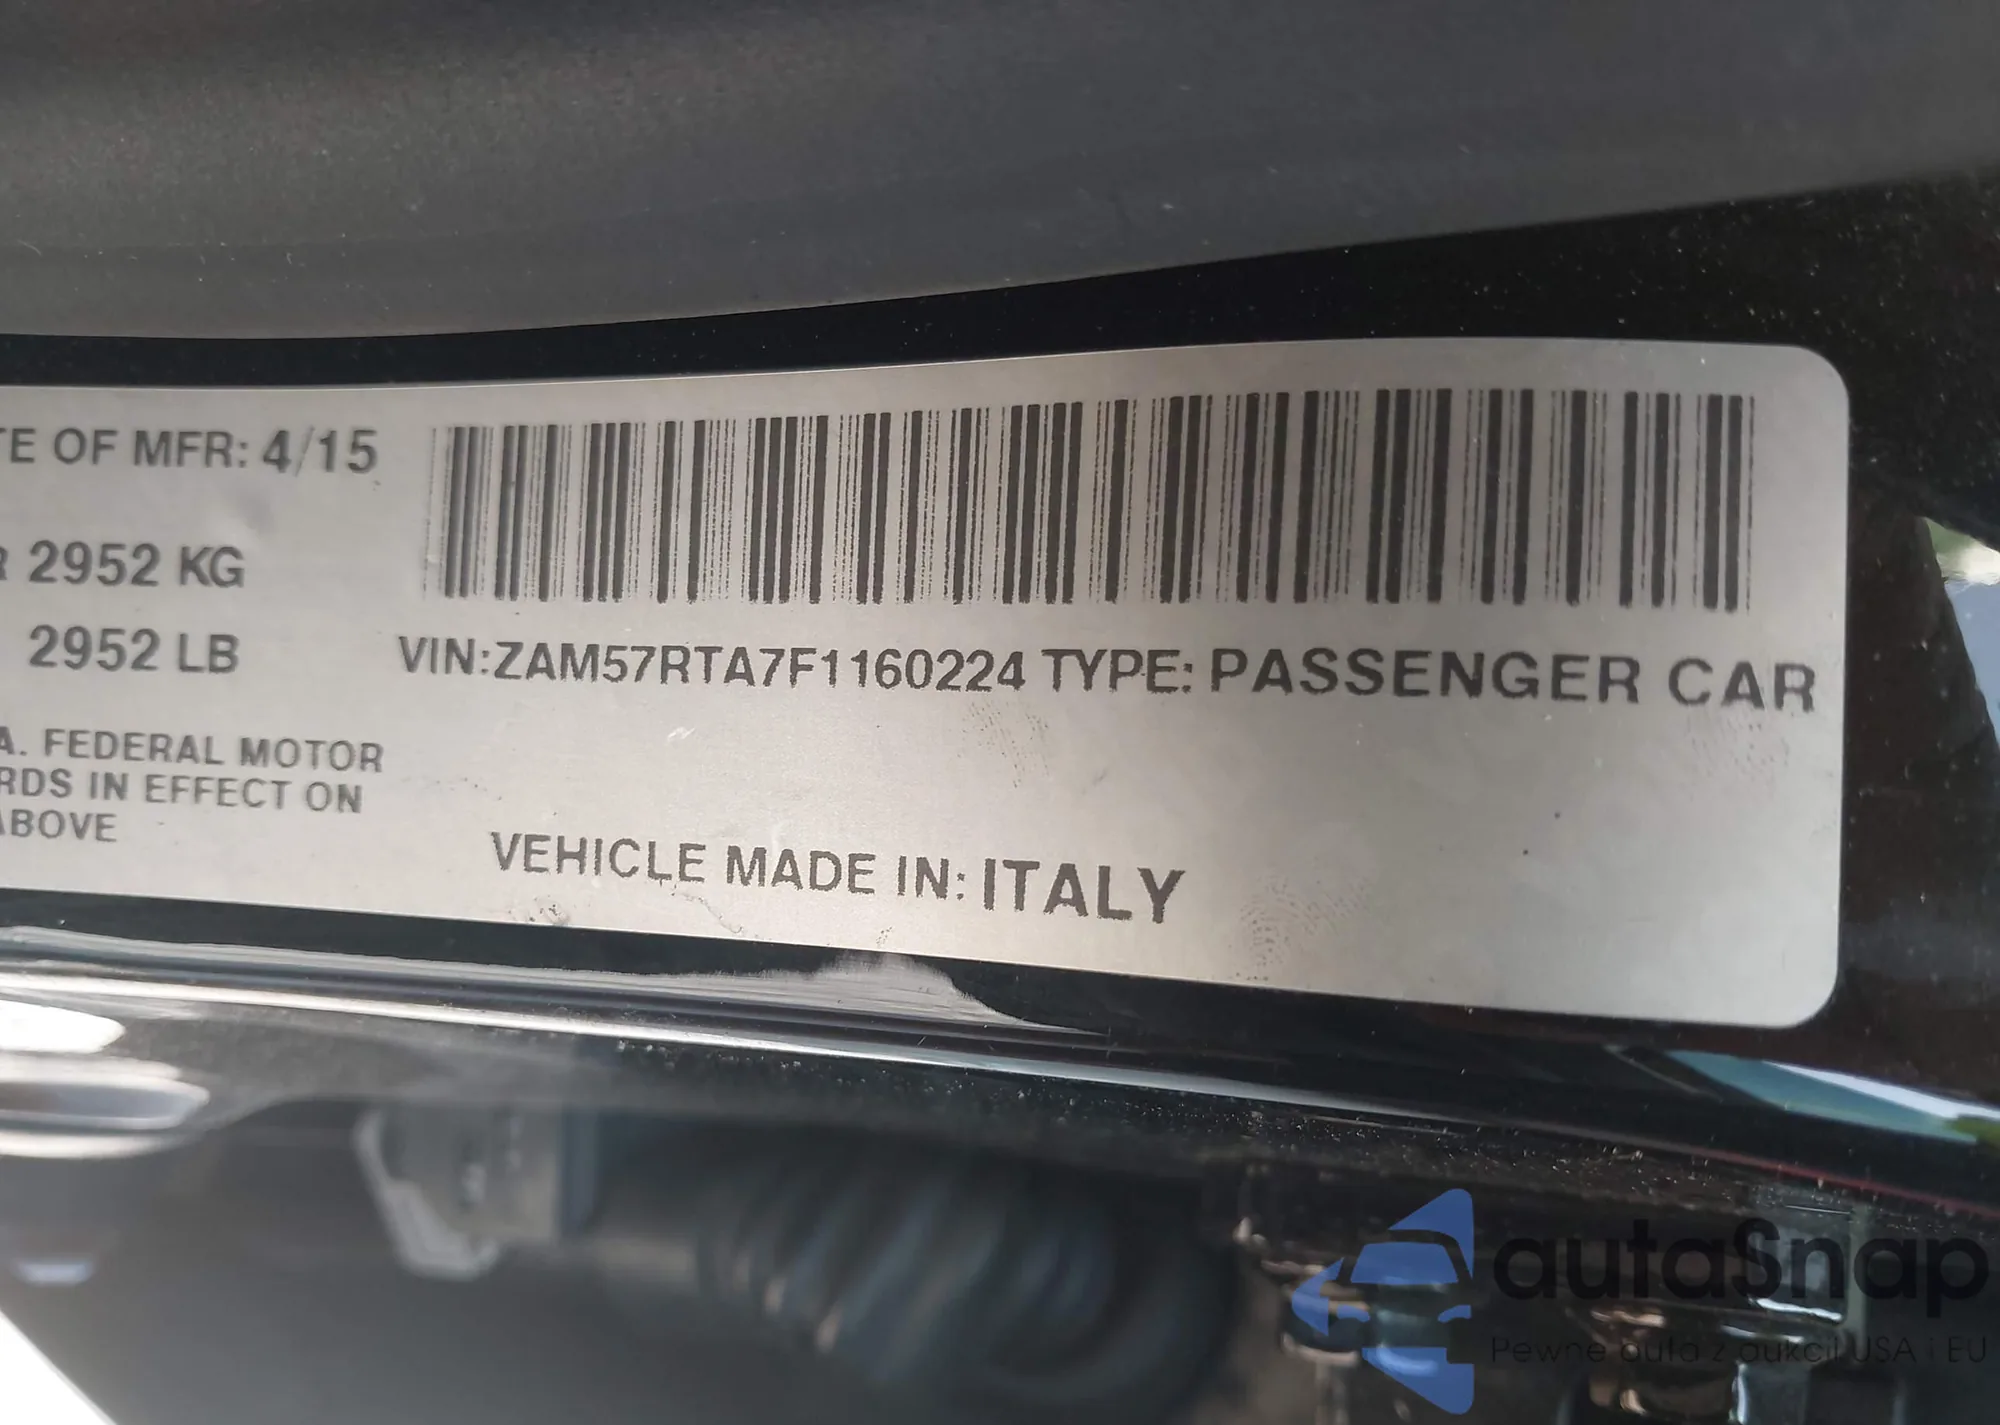 TE OF MFR: 4/15
R 2952 KG
2952 LB
VIN:ZAM57RTA7F1160224 TYPE: PASSENGER CAR
A. FEDERAL MOTOR
RDS IN EFFECT ON
ABOVE
VEHICLE MADE IN: ITALY
autaSnap
Pewne auta z aukcji USA i EU